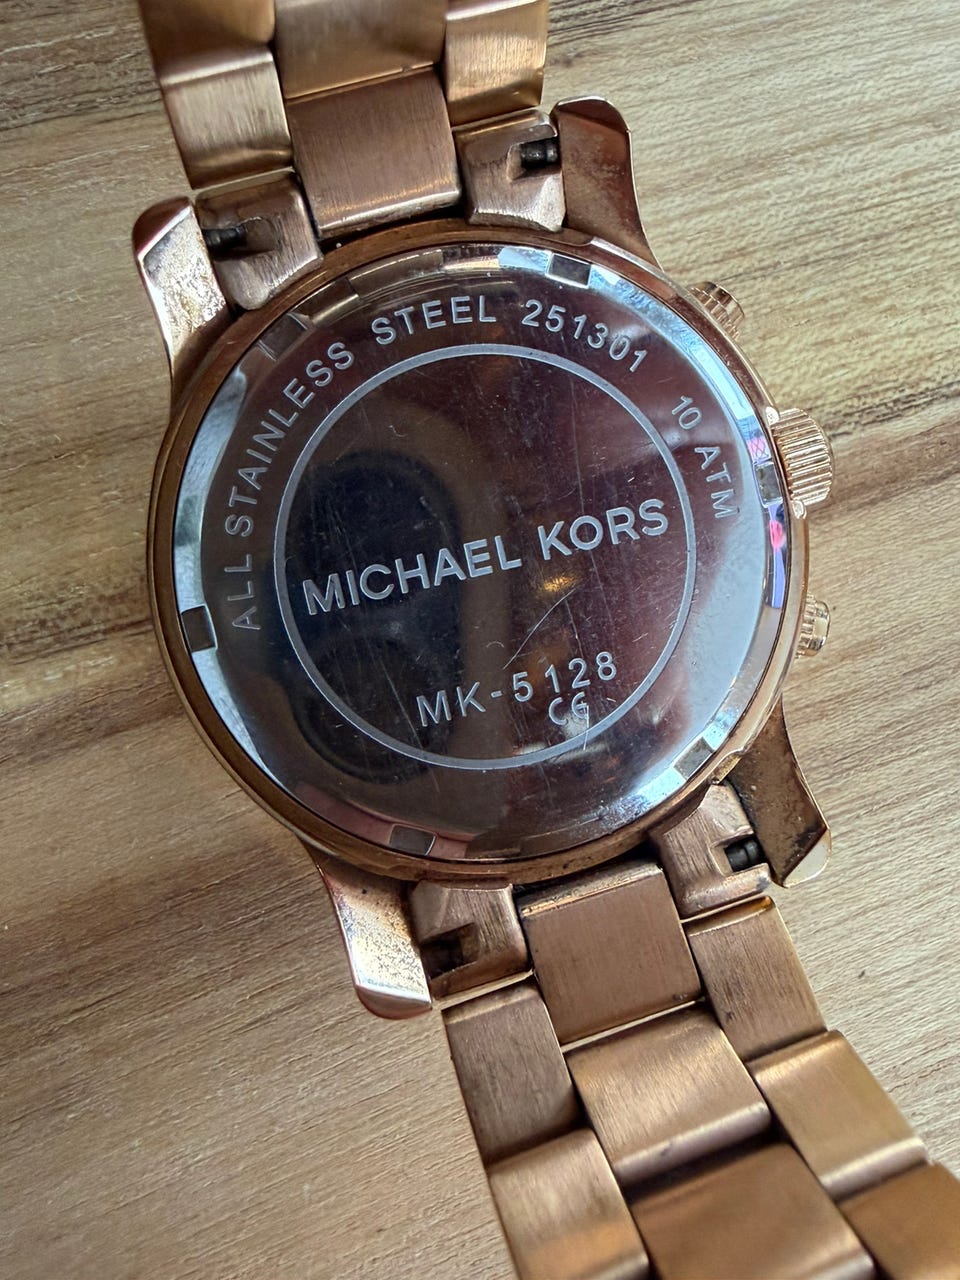 ALL STAINLESS STEEL 251301 10 ATM
MICHAEL KORS
MK-5128
CE